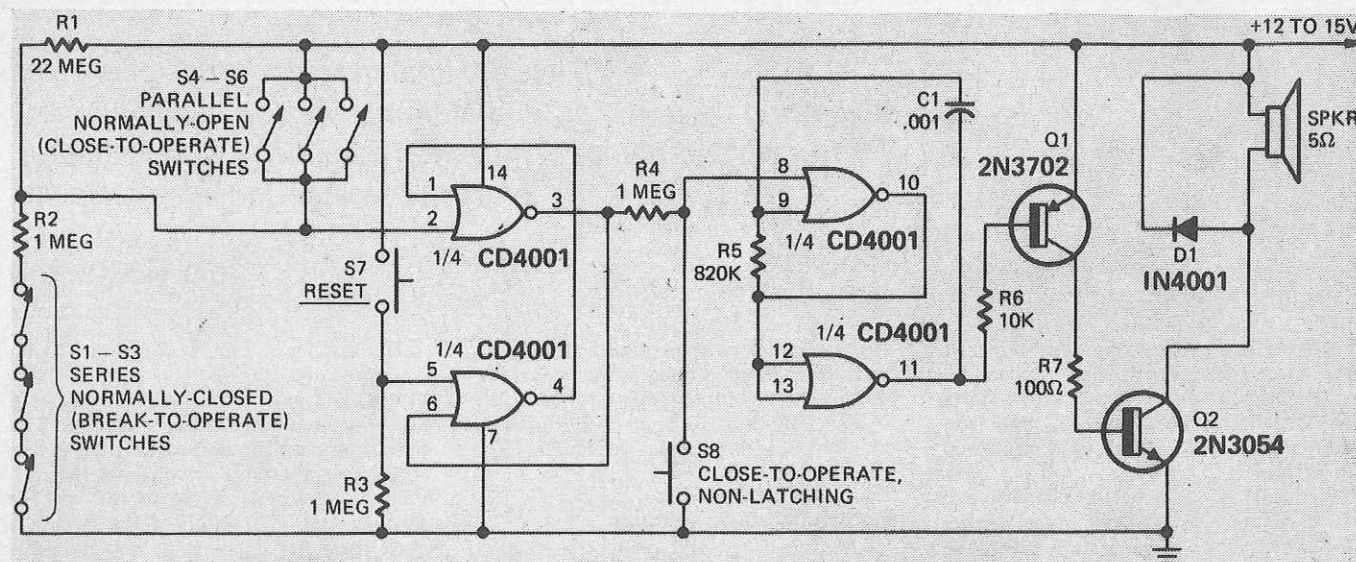 R1
22 MEG
+12 TO 15V
S4 – S6
PARALLEL
NORMALLY-OPEN
(CLOSE-TO-OPERATE)
SWITCHES
R2
1 MEG
S1 – S3
SERIES
NORMALLY-CLOSED
(BREAK-TO-OPERATE)
SWITCHES
S7
RESET
R3
1 MEG
1
2
14
3
1/4 CD4001
1/4 CD4001
5
6
4
7
R4
1 MEG
S8
CLOSE-TO-OPERATE,
NON-LATCHING
C1
.001
8
9
10
1/4 CD4001
R5
820K
1/4 CD4001
12
13
11
R6
10K
Q1
2N3702
R7
100Ω
Q2
2N3054
D1
IN4001
SPKR
5Ω